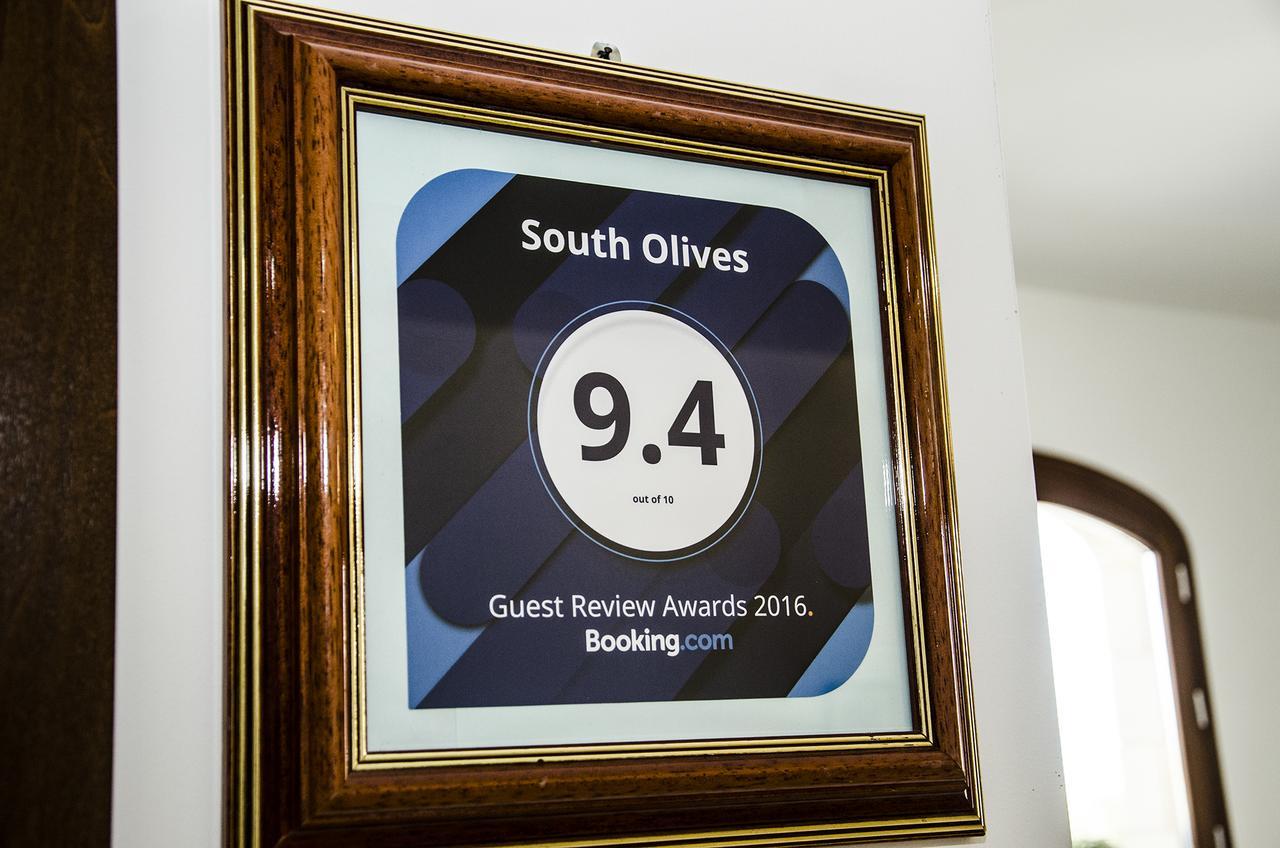 South Olives
9.4
out of 10
Guest Review Awards 2016.
Booking.com